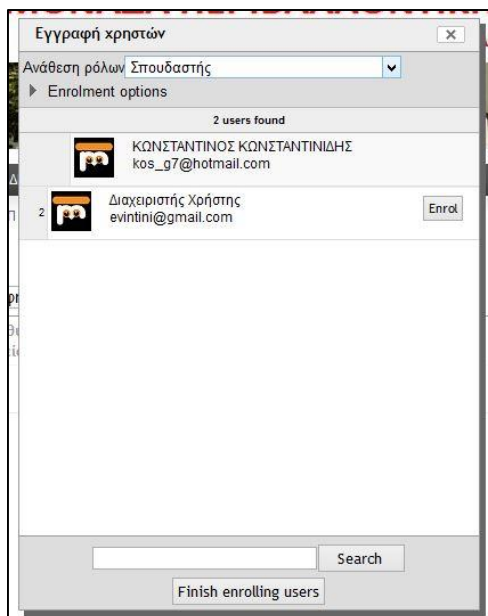 Εγγραφή χρηστών
Ανάθεση ρόλων Σπουδαστής
Enrolment options
2 users found
ΚΩΝΣΤΑΝΤΙΝΟΣ ΚΩΝΣΤΑΝΤΙΝΙΔΗΣ
kos_g7@hotmail.com
2 Διαχειριστής Χρήστης
evintini@gmail.com
Enrol
Search
Finish enrolling users